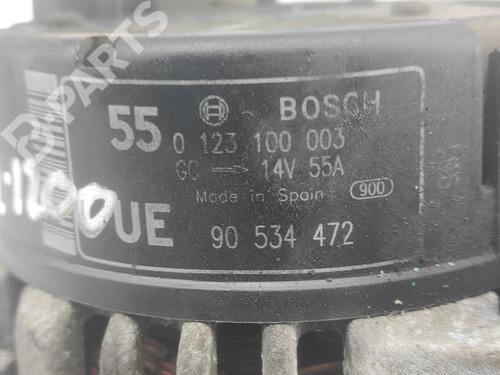 B-PARTS
55 BOSCH
0 123 100 003
GC → 14V 55A
Made in Spain 900
UE 90 534 472